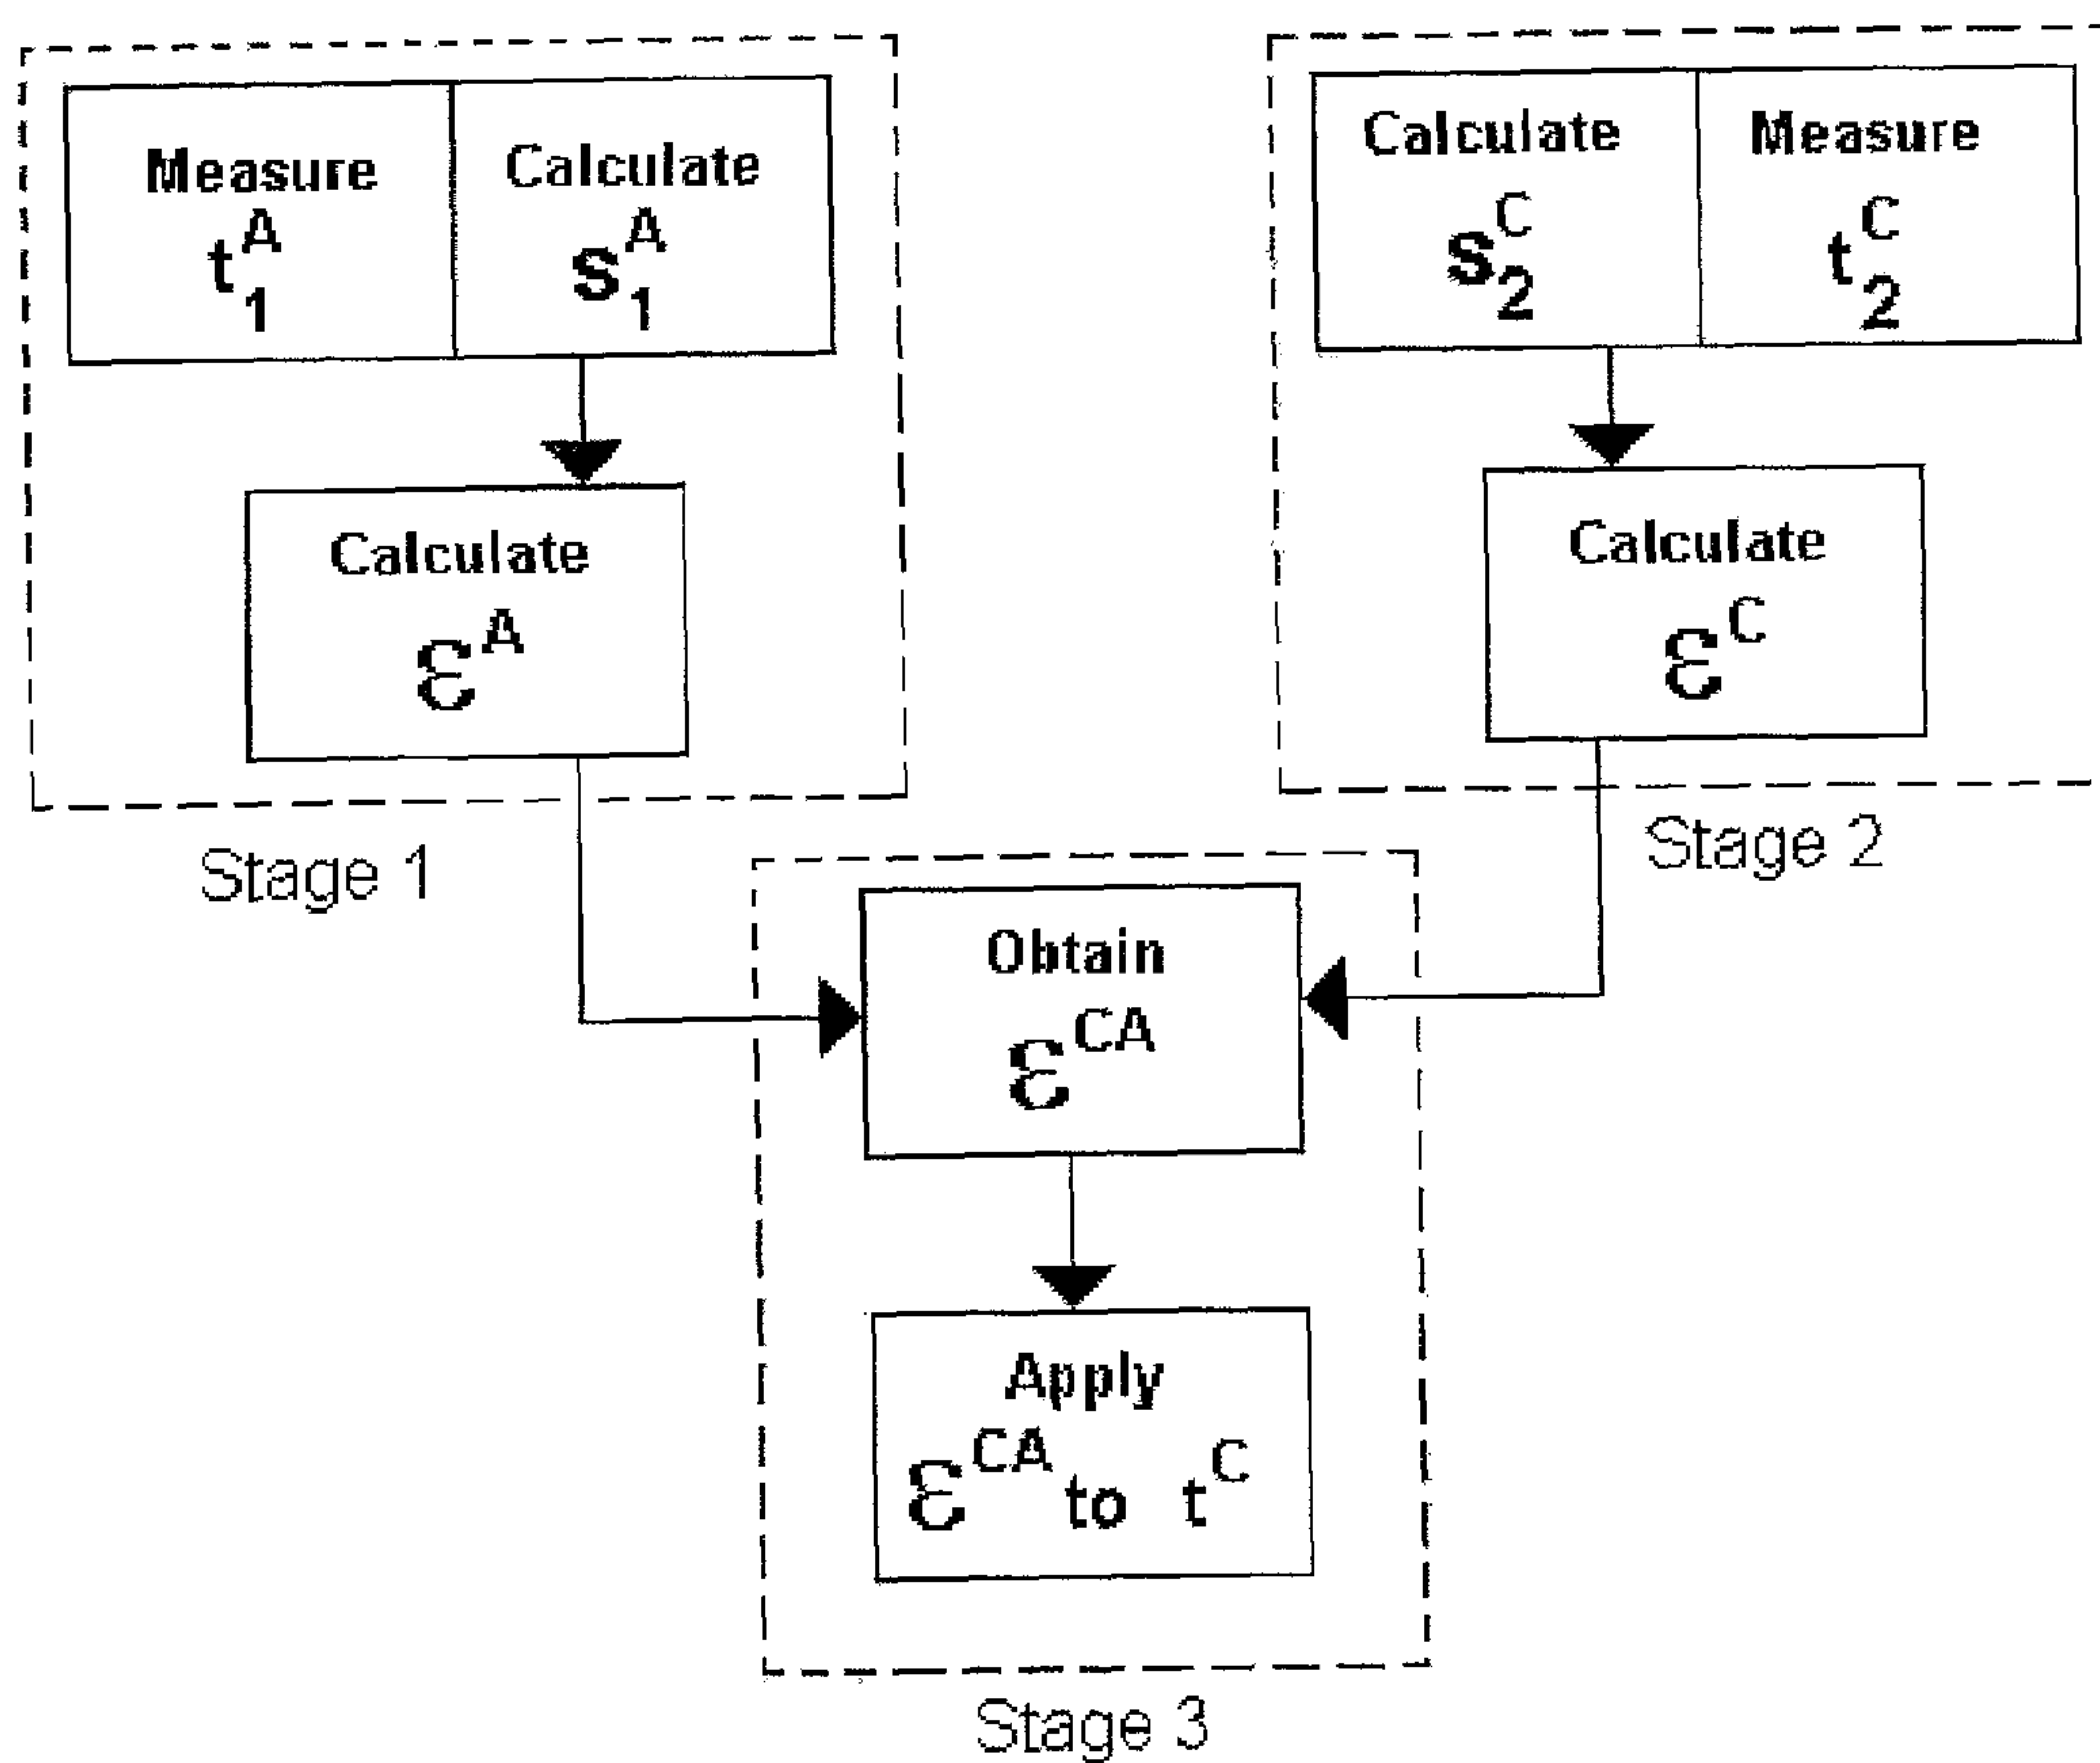 Measure
t₁ᴬ
Calculate
s₁ᴬ
Calculate
εᴬ
Stage 1
Calculate
s₂ᶜ
Measure
t₂ᶜ
Calculate
εᶜ
Stage 2
Obtain
εᶜᴬ
Apply
εᶜᴬ to tᶜ
Stage 3